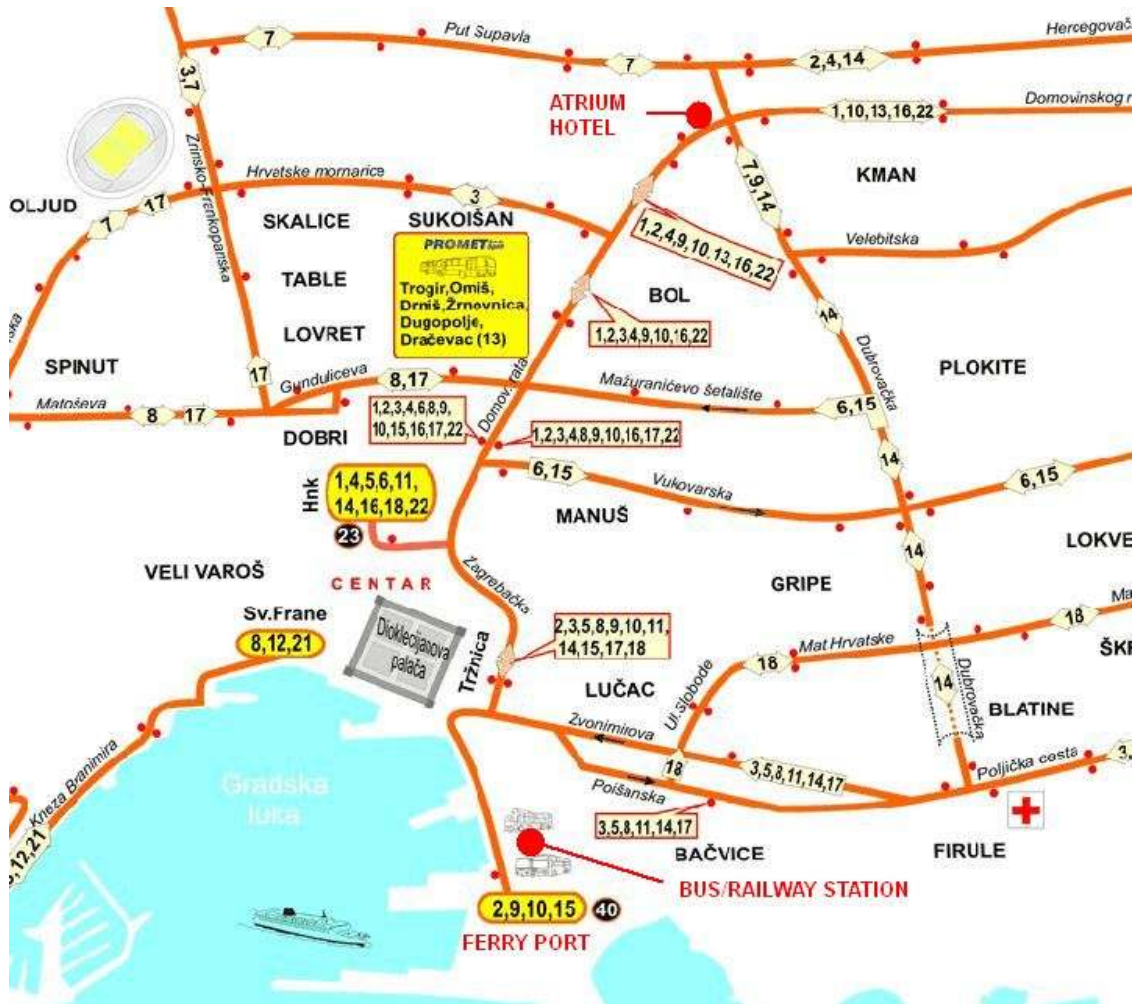 7
Put Supavla
Hercegovač
3,7
7
2,4,14
ATRIUM
HOTEL
1,10,13,16,22
Domovinskog r
Zrinsko-Frankopanska
7,9,14
KMAN
Hrvatske mornarice
OLJUD
7
17
3
SKALICE
SUKOIŠAN
1,2,4,9,10,13,16,22
Velebitska
PROMET
TABLE
Trogir,Omiš,
Drniš,Žrnovnica,
Dugopolje,
Dračevac (13)
BOL
14
Dubrovačka
LOVRET
1,2,3,4,9,10,16,22
SPINUT
17
Gunduliceva
8,17
Domov. rata
Mažuranićevo šetalište
PLOKITE
Matoševa
8
17
6,15
DOBRI
1,2,3,4,6,8,9,
10,15,16,17,22
1,2,3,4,8,9,10,16,17,22
14
6,15
Vukovarska
6,15
Hnk
1,4,5,6,11,
14,16,18,22
23
MANUŠ
14
LOKVE
VELI VAROŠ
CENTAR
Zagrebačka
GRIPE
Sv.Frane
8,12,21
Dioklecijanova
palača
Tržnica
2,3,5,8,9,10,11,
14,15,17,18
Mat Hrvatske
18
18
Ma
ŠKR
LUČAC
Ul.Slobode
14
Dubrovačka
BLATINE
Zvonimirova
Kneza Branimira
18
3,5,8,11,14,17
Poljička cesta
3,
Gradska
luka
Poišanska
3,5,8,11,14,17
BAČVICE
FIRULE
12,21
BUS/RAILWAY STATION
2,9,10,15
40
FERRY PORT